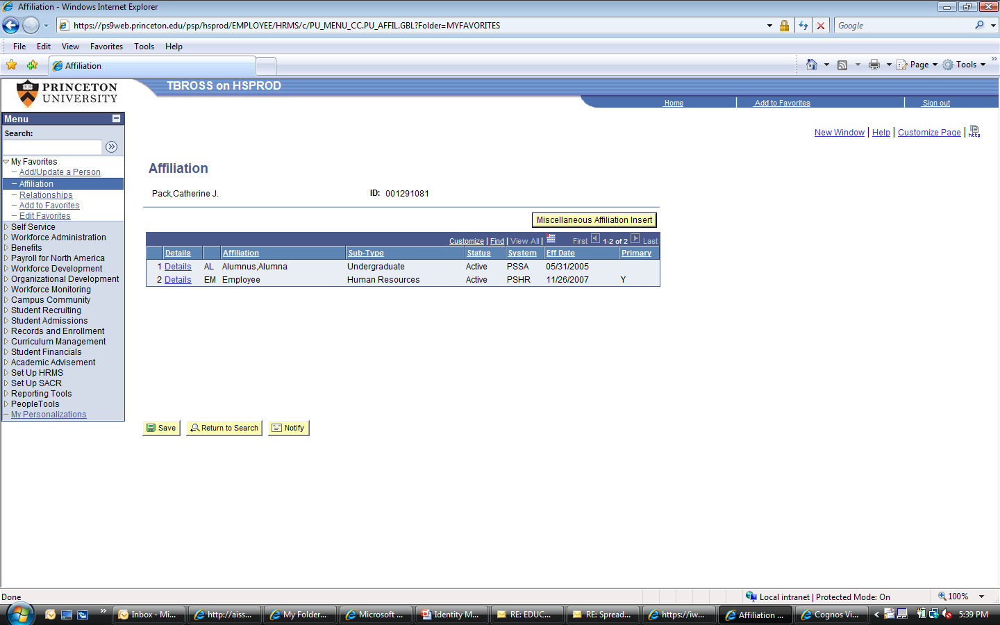 Affiliation - Windows Internet Explorer
https://ps9web.princeton.edu/psp/hsprod/EMPLOYEE/HRMS/c/PU_MENU_CC.PU_AFFIL.GBL?Folder=MYFAVORITES
Google
File Edit View Favorites Tools Help
Affiliation
Page Tools
PRINCETON UNIVERSITY
TBROSS on HSPROD
Home Add to Favorites Sign out
New Window | Help | Customize Page | http
Menu
Search:
My Favorites
Add/Update a Person
Affiliation
Relationships
Add to Favorites
Edit Favorites
Self Service
Workforce Administration
Benefits
Payroll for North America
Workforce Development
Organizational Development
Workforce Monitoring
Campus Community
Student Recruiting
Student Admissions
Records and Enrollment
Curriculum Management
Student Financials
Academic Advisement
Set Up HRMS
Set Up SACR
Reporting Tools
PeopleTools
My Personalizations
Affiliation
Pack,Catherine J. ID: 001291081
Miscellaneous Affiliation Insert
Customize | Find | View All | First 1-2 of 2 Last
Details Affiliation Sub-Type Status System Eff Date Primary
1 Details AL Alumnus,Alumna Undergraduate Active PSSA 05/31/2005
2 Details EM Employee Human Resources Active PSHR 11/26/2007 Y
Save Return to Search Notify
Done Local intranet | Protected Mode: On 100%
Inbox - Mi... http://aiss... My Folder... Microsoft ... Identity M... RE: EDUC... RE: Spread... https://iw... Affiliation ... Cognos Vi... 5:39 PM